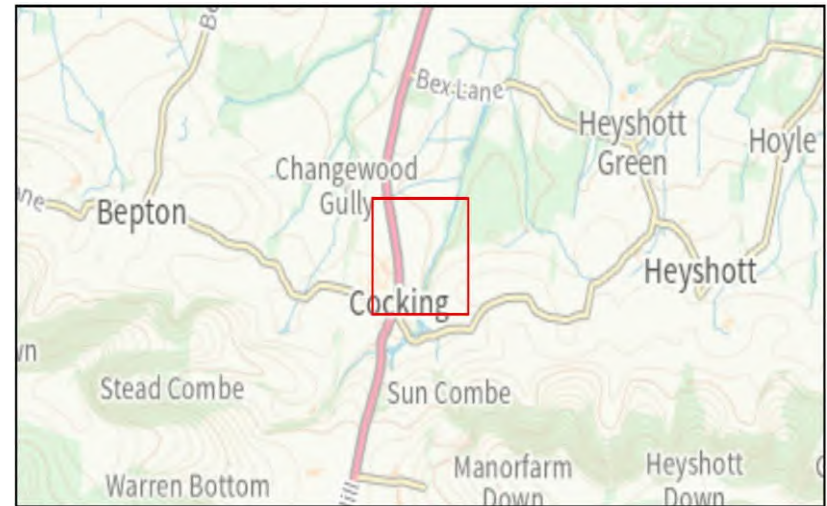 Bex Lane
Heyshott
Green
Hoyle
Changewood
Gully
Bepton
Heyshott
Cocking
Stead Combe
Sun Combe
Manorfarm
Down
Heyshott
Down
Warren Bottom